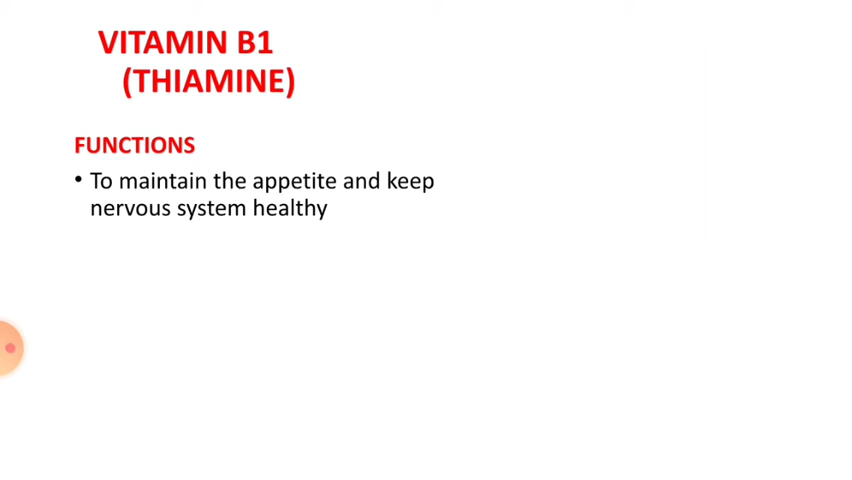 VITAMIN B1
(THIAMINE)
FUNCTIONS
• To maintain the appetite and keep
nervous system healthy